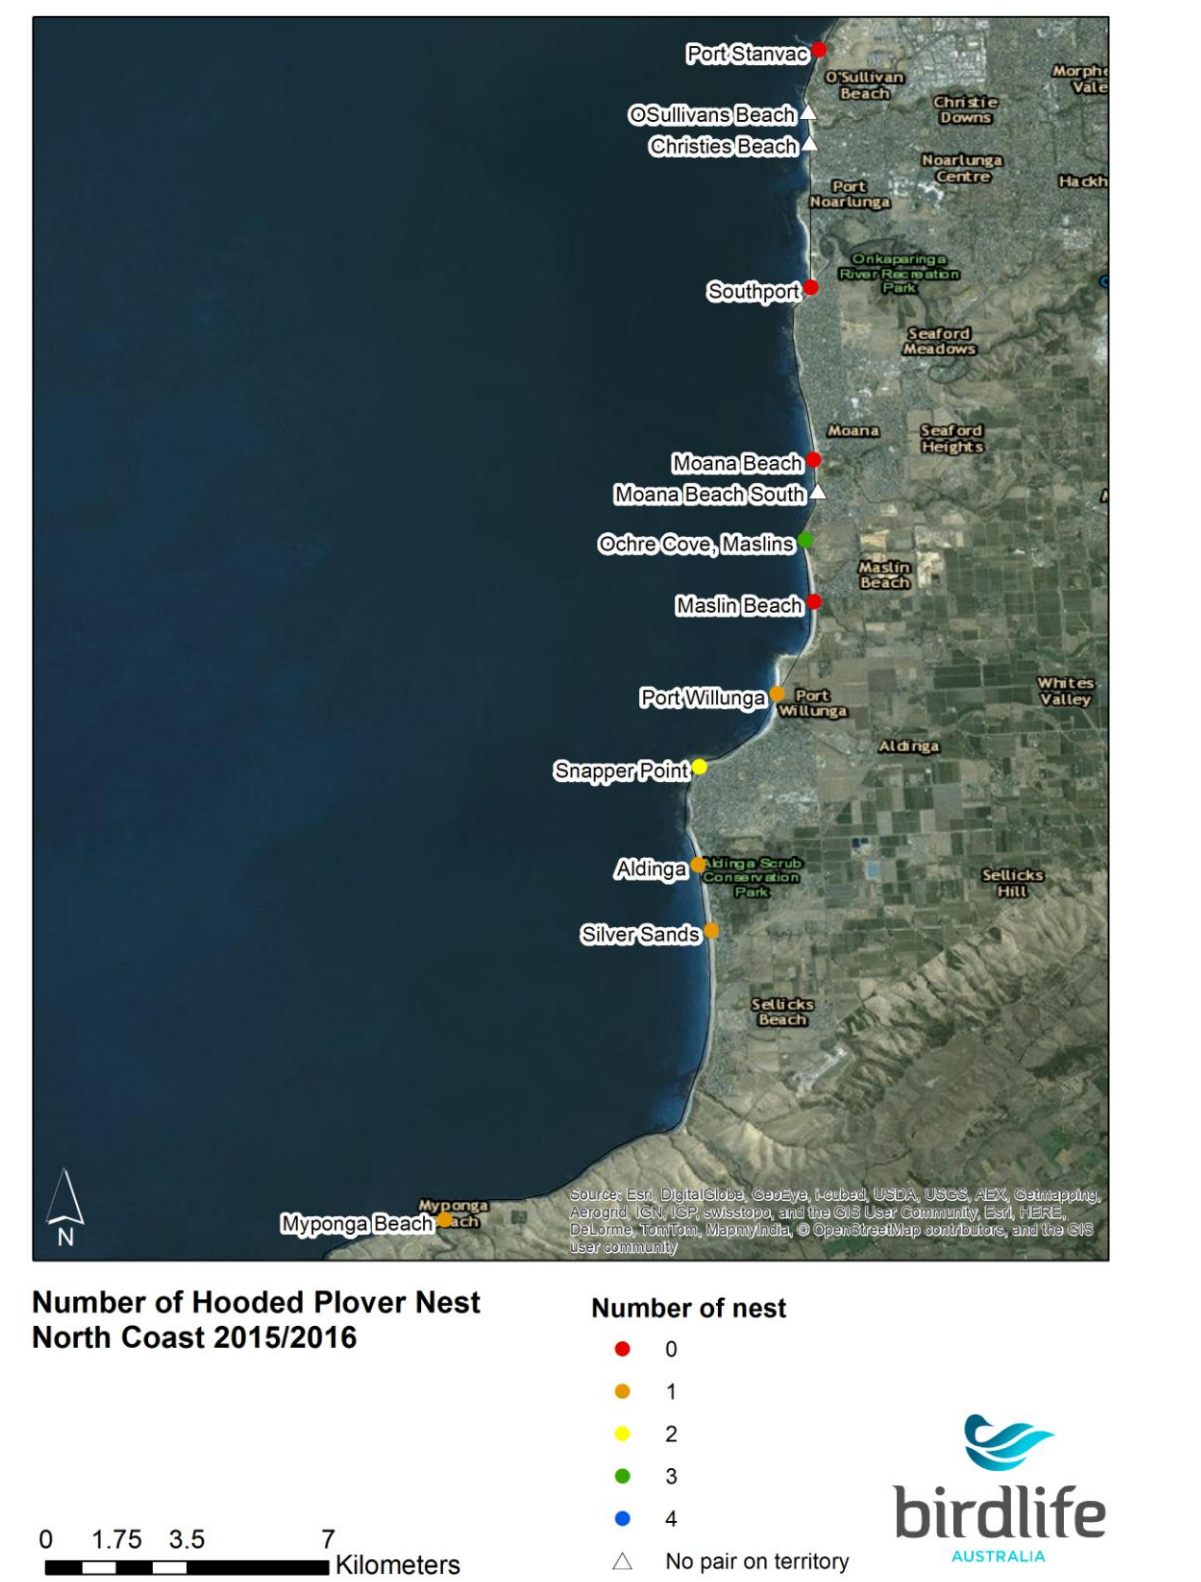 Port Stanvac
O'Sullivan
Beach
Morphe
Vale
OSullivans Beach
Christie
Downs
Christies Beach
Noarlunga
Centre
Hackh
Port
Noarlunga
Onkaparinga
River Recreation
Park
Southport
Seaford
Meadows
Moana
Seaford
Heights
Moana Beach
Moana Beach South
Ochre Cove, Maslins
Maslin
Beach
Maslin Beach
Whites
Valley
Port Willunga
Port
Willunga
Aldinga
Snapper Point
Aldinga
Aldinga Scrub
Conservation
Park
Sellicks
Hill
Silver Sands
Sellicks
Beach
Myponga
ach
Myponga Beach
Source: Esri, DigitalGlobe, GeoEye, i-cubed, USDA, USGS, AEX, Getmapping,
Aerogrid, IGN, IGP, swisstopo, and the GIS User Community, Esri, HERE,
DeLorme, TomTom, MapmyIndia, © OpenStreetMap contributors, and the GIS
user community
N
Number of Hooded Plover Nest
North Coast 2015/2016
Number of nest
0
1
2
3
4
No pair on territory
0 1.75 3.5 7
Kilometers
birdlife
AUSTRALIA